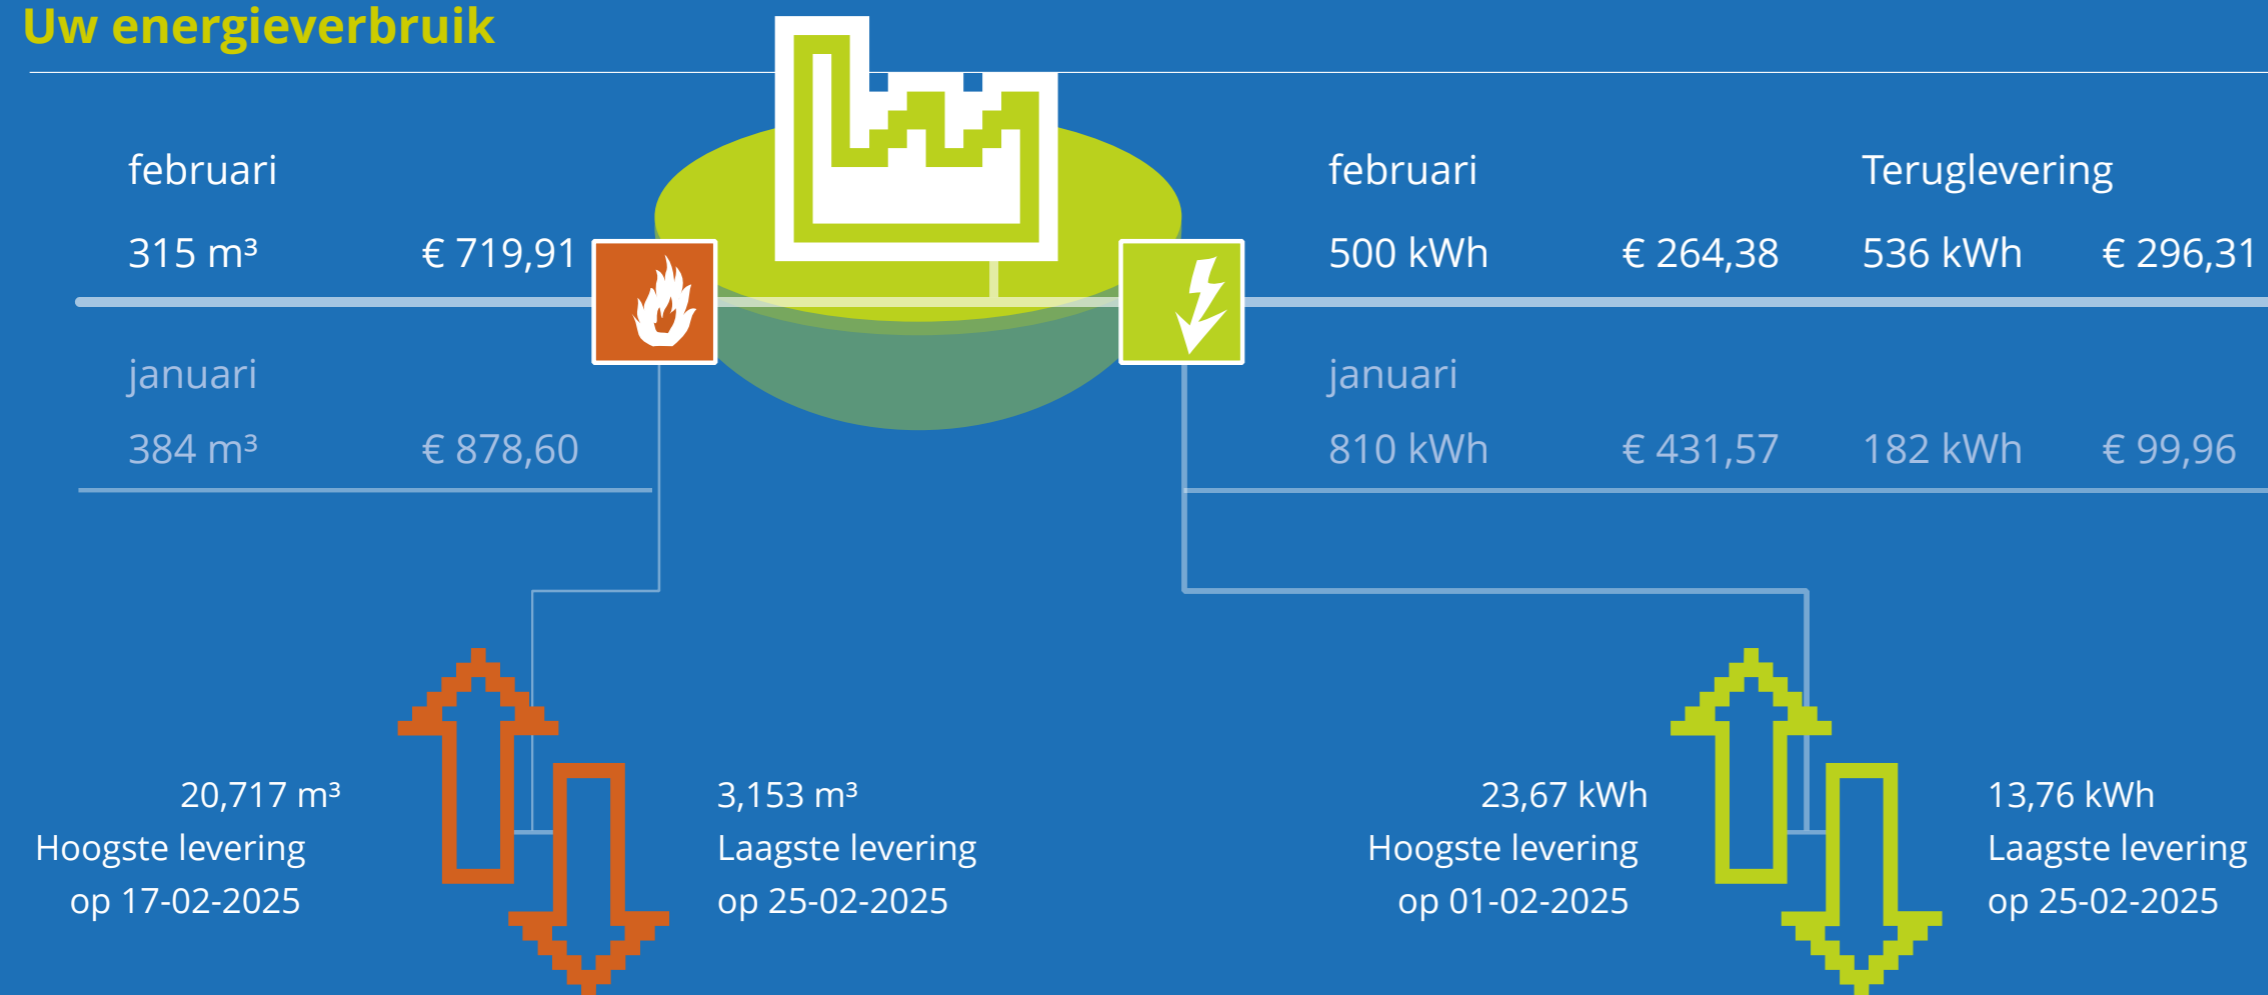 Uw energieverbruik
februari
315 m³ € 719,91
januari
384 m³ € 878,60
februari Teruglevering
500 kWh € 264,38 536 kWh € 296,31
januari
810 kWh € 431,57 182 kWh € 99,96
20,717 m³
Hoogste levering
op 17-02-2025
3,153 m³
Laagste levering
op 25-02-2025
23,67 kWh
Hoogste levering
op 01-02-2025
13,76 kWh
Laagste levering
op 25-02-2025